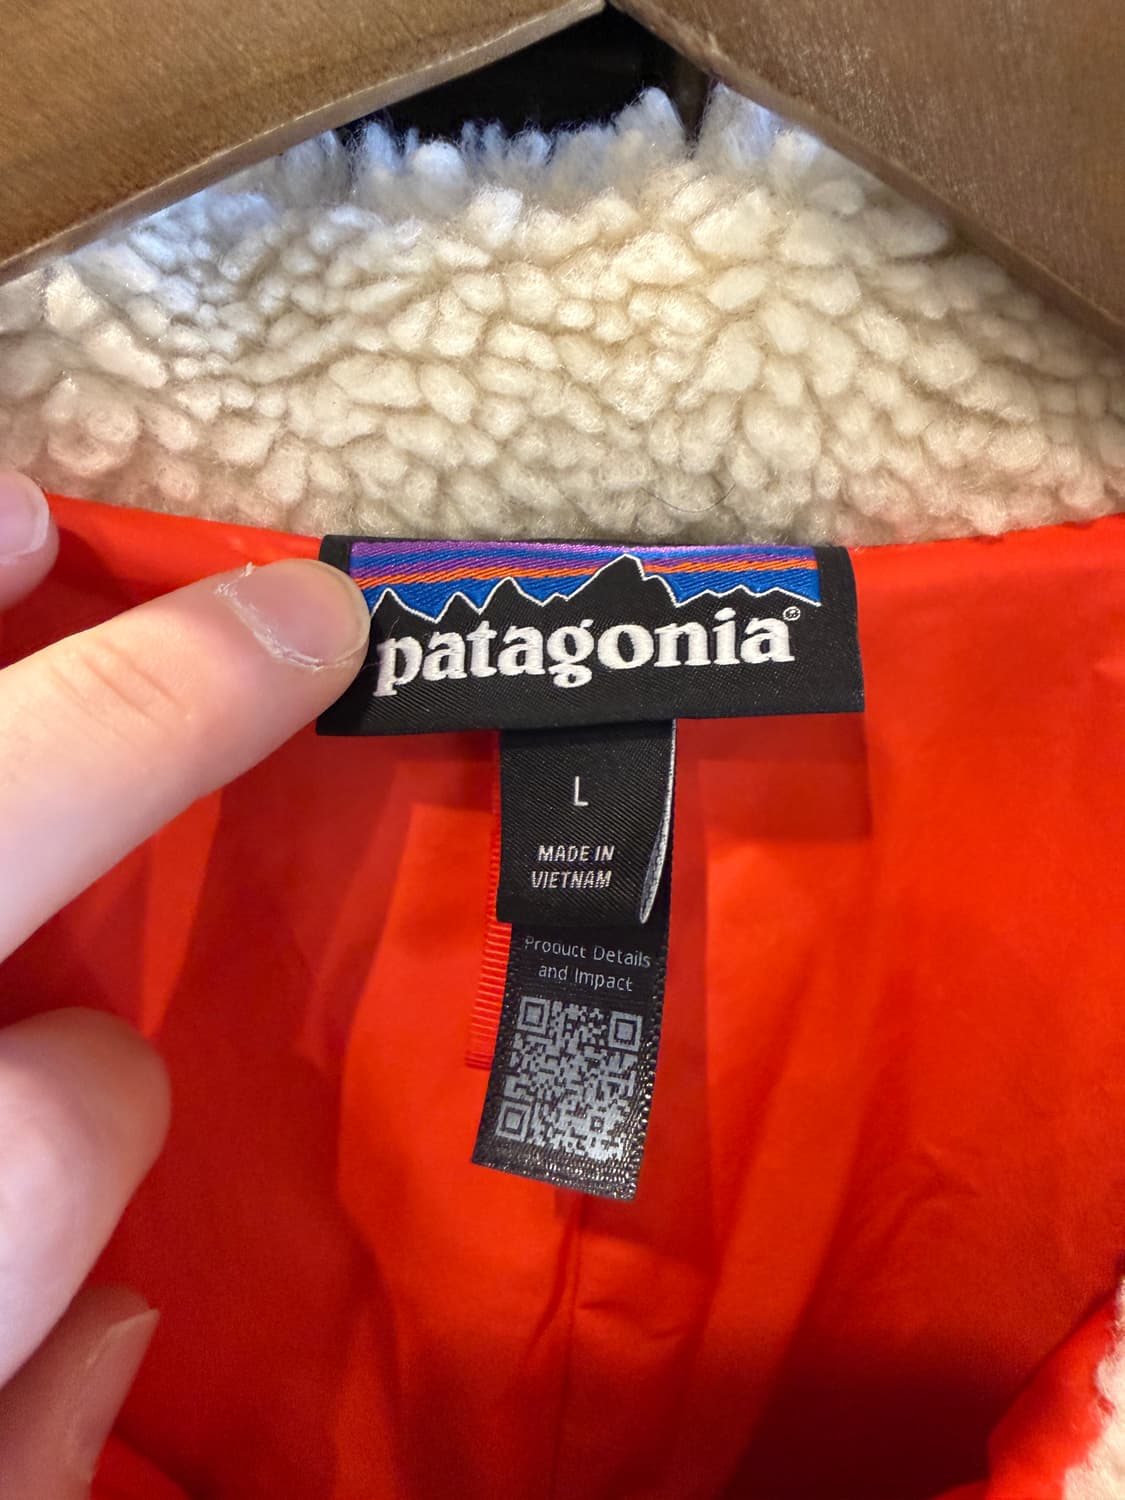 patagonia®
L
MADE IN
VIETNAM
Product Details
and Impact